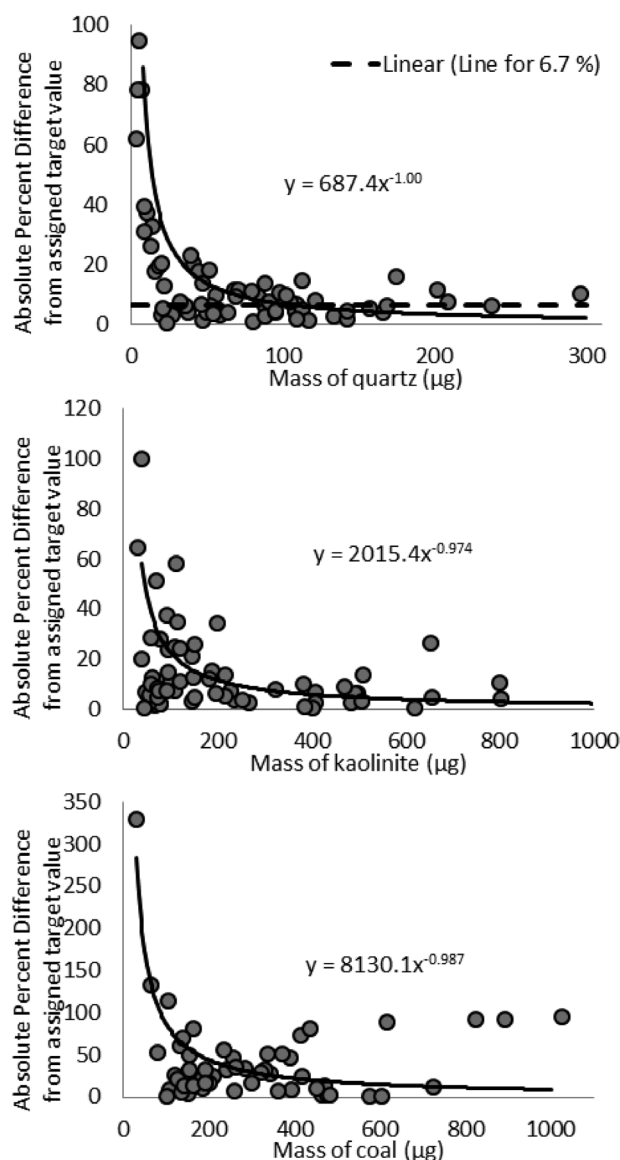 Absolute Percent Difference
from assigned target value
100
80
60
40
20
0
Linear (Line for 6.7 %)
y = 687.4x-1.00
0 100 200 300
Mass of quartz (µg)
Absolute Percent Difference
from assigned target value
120
100
80
60
40
20
0
y = 2015.4x-0.974
0 200 400 600 800 1000
Mass of kaolinite (µg)
Absolute Percent Difference
from assigned target value
350
300
250
200
150
100
50
0
y = 8130.1x-0.987
0 200 400 600 800 1000
Mass of coal (µg)